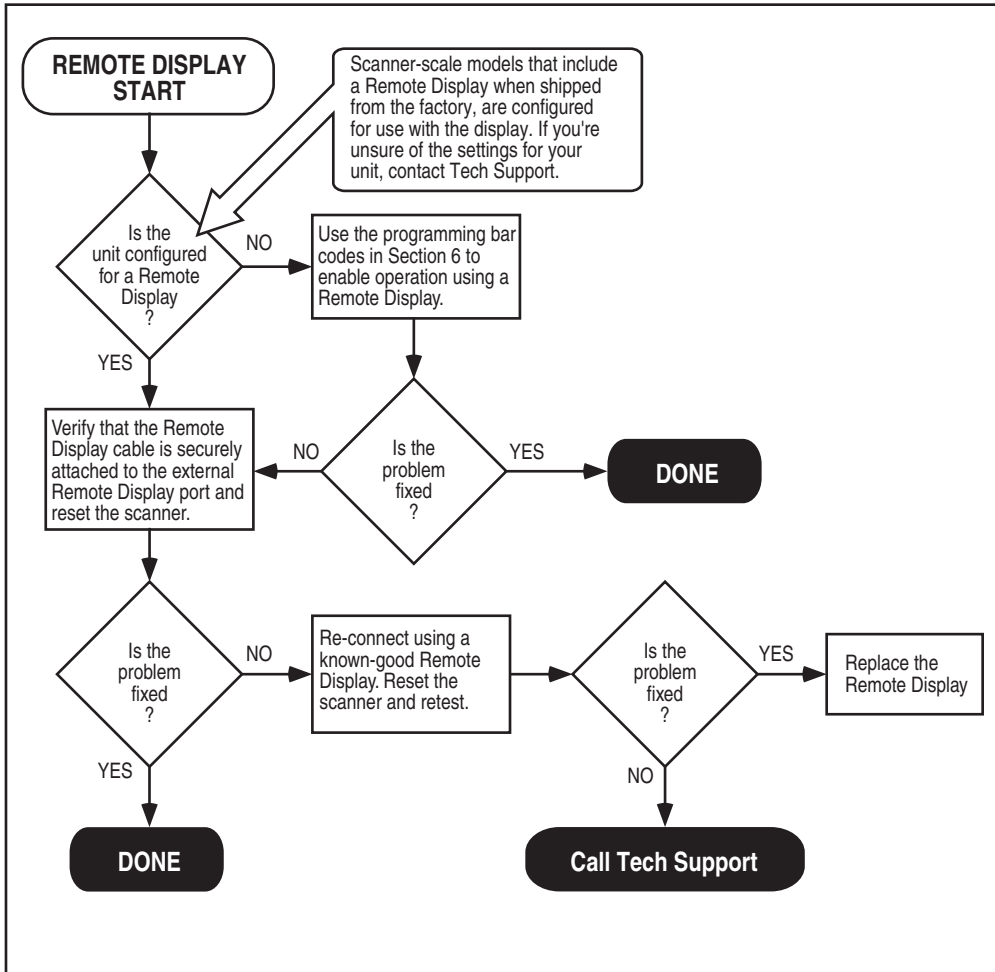 REMOTE DISPLAY
START
Scanner-scale models that include
a Remote Display when shipped
from the factory, are configured
for use with the display. If you're
unsure of the settings for your
unit, contact Tech Support.
Is the
unit configured
for a Remote
Display
?
NO
Use the programming bar
codes in Section 6 to
enable operation using a
Remote Display.
YES
Verify that the Remote
Display cable is securely
attached to the external
Remote Display port and
reset the scanner.
NO
Is the
problem
fixed
?
YES
DONE
Is the
problem
fixed
?
NO
Re-connect using a
known-good Remote
Display. Reset the
scanner and retest.
Is the
problem
fixed
?
YES
Replace the
Remote Display
YES
NO
DONE
Call Tech Support